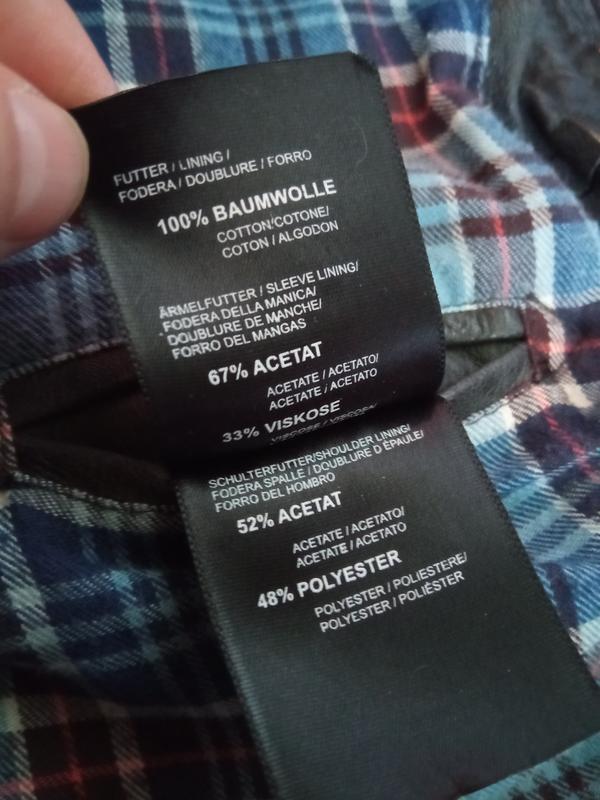 FUTTER / LINING /
FODERA / DOUBLURE / FORRO
100% BAUMWOLLE
COTTON/COTONE/
COTON / ALGODON
ÄRMELFUTTER / SLEEVE LINING/
FODERA DELLA MANICA/
DOUBLURE DE MANCHE/
FORRO DEL MANGAS
67% ACETAT
ACETATE / ACETATO/
ACETATE / ACETATO
33% VISKOSE
VISCOSE / VISCOSA/
SCHULTERFUTTER/SHOULDER LINING/
FODERA SPALLE / DOUBLURE D'ÉPAULE/
FORRO DEL HOMBRO
52% ACETAT
ACETATE / ACETATO/
ACETATE / ACETATO
48% POLYESTER
POLYESTER / POLIESTERE/
POLYESTER / POLIÉSTER